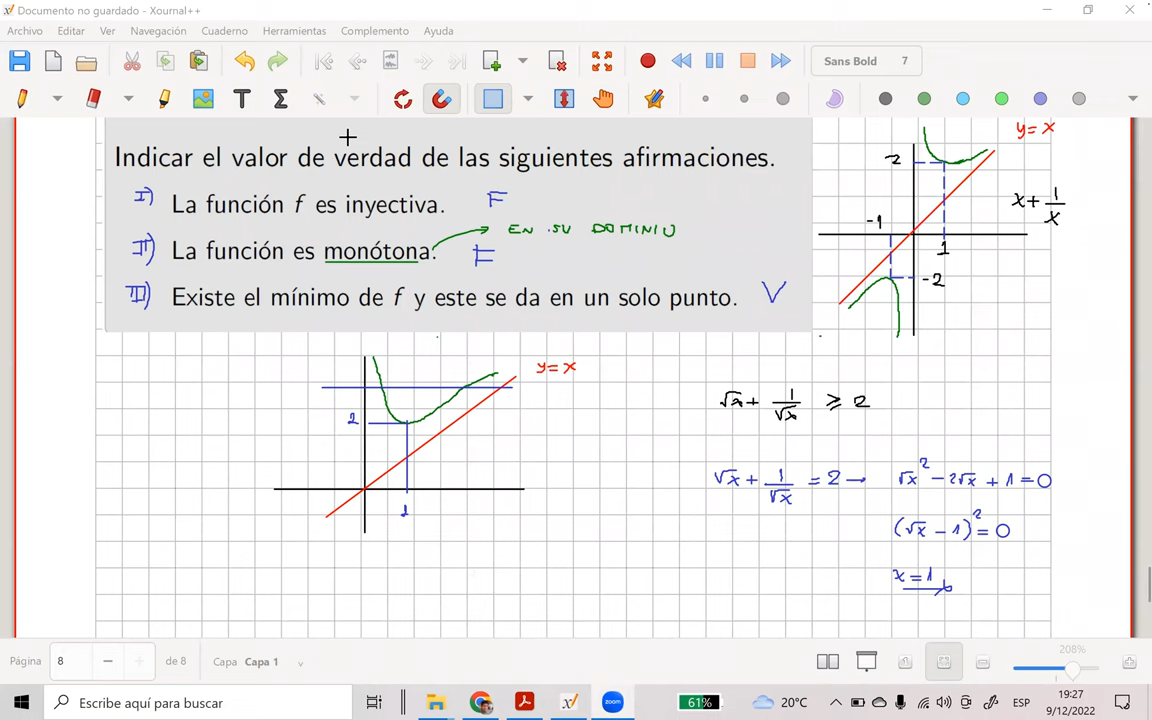 Documento no guardado - Xournal++
Archivo Editar Ver Navegación Cuaderno Herramientas Complemento Ayuda
Sans Bold 7
Indicar el valor de verdad de las siguientes afirmaciones.
I) La función f es inyectiva. F
II) La función es monótona. EN SU DOMINIO F
III) Existe el mínimo de f y este se da en un solo punto. V
y = x
2
-1
1
-2
x + 1/x
y = x
2
1
√x + 1/√x ≥ 2
√x + 1/√x = 2 → √x² - 2√x + 1 = 0
(√x - 1)² = 0
x = 1
Página 8 de 8 Capa Capa 1
208%
Escribe aquí para buscar
zoom
61%
20°C
ESP
19:27
9/12/2022